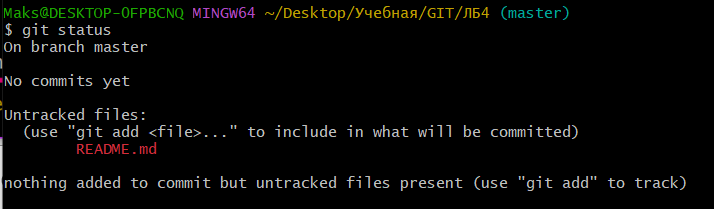 Maks@DESKTOP-OFPBCNQ MINGW64 ~/Desktop/Учебная/GIT/ЛБ4 (master)
$ git status
On branch master
No commits yet
Untracked files:
(use "git add <file>..." to include in what will be committed)
README.md
nothing added to commit but untracked files present (use "git add" to track)